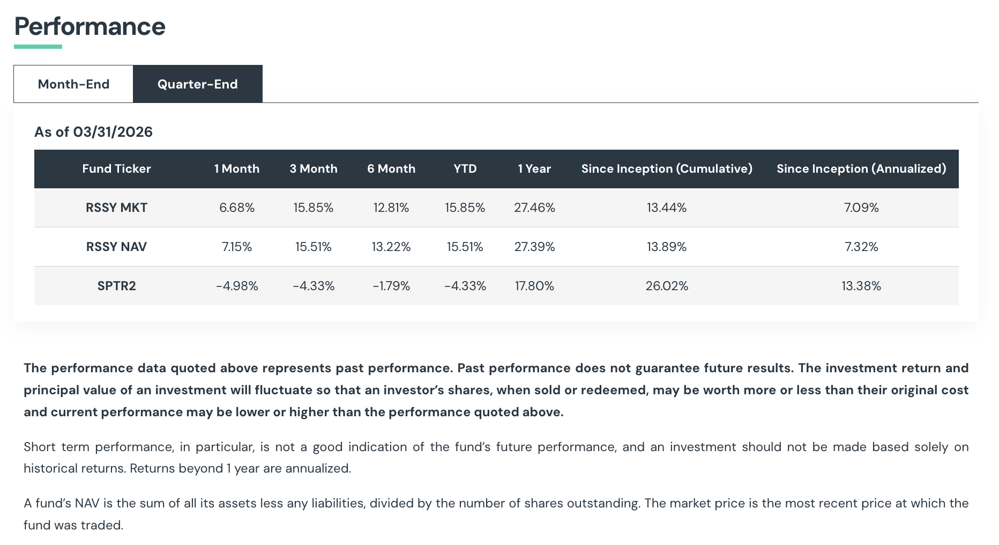 Performance
Month-End Quarter-End
As of 03/31/2026
Fund Ticker 1 Month 3 Month 6 Month YTD 1 Year Since Inception (Cumulative) Since Inception (Annualized)
RSSY MKT 6.68% 15.85% 12.81% 15.85% 27.46% 13.44% 7.09%
RSSY NAV 7.15% 15.51% 13.22% 15.51% 27.39% 13.89% 7.32%
SPTR2 -4.98% -4.33% -1.79% -4.33% 17.80% 26.02% 13.38%
The performance data quoted above represents past performance. Past performance does not guarantee future results. The investment return and
principal value of an investment will fluctuate so that an investor’s shares, when sold or redeemed, may be worth more or less than their original cost
and current performance may be lower or higher than the performance quoted above.
Short term performance, in particular, is not a good indication of the fund’s future performance, and an investment should not be made based solely on
historical returns. Returns beyond 1 year are annualized.
A fund’s NAV is the sum of all its assets less any liabilities, divided by the number of shares outstanding. The market price is the most recent price at which the
fund was traded.